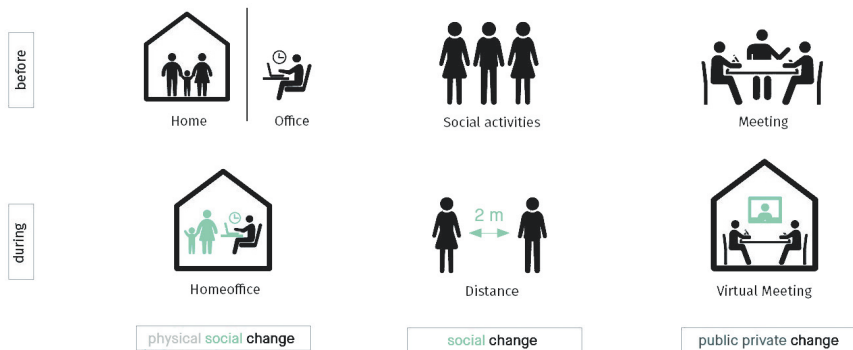 before
Home
Office
Social activities
Meeting
during
2 m
Homeoffice
Distance
Virtual Meeting
physical social change
social change
public private change